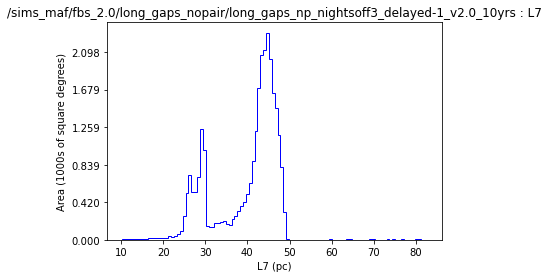 /sims_maf/fbs_2.0/long_gaps_nopair/long_gaps_np_nightsoff3_delayed-1_v2.0_10yrs : L7
2.098
1.679
1.259
0.839
0.420
0.000
Area (1000s of square degrees)
10 20 30 40 50 60 70 80
L7 (pc)